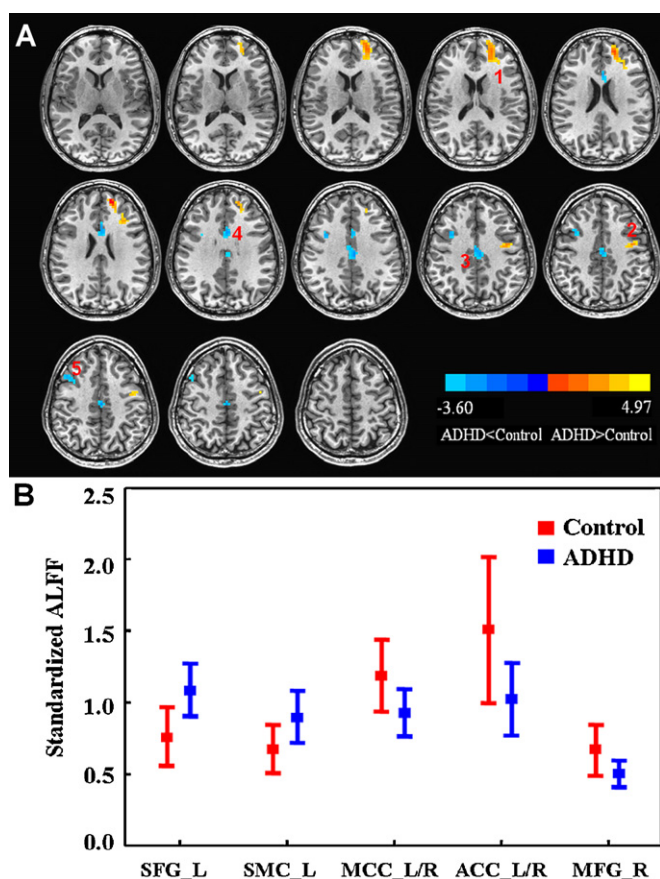 A
1
2
4
3
5
-3.60 4.97
ADHD<Control ADHD>Control
B
Standardized ALFF
2.5
2.0
1.5
1.0
0.5
0.0
Control
ADHD
SFG_L SMC_L MCC_L/R ACC_L/R MFG_R